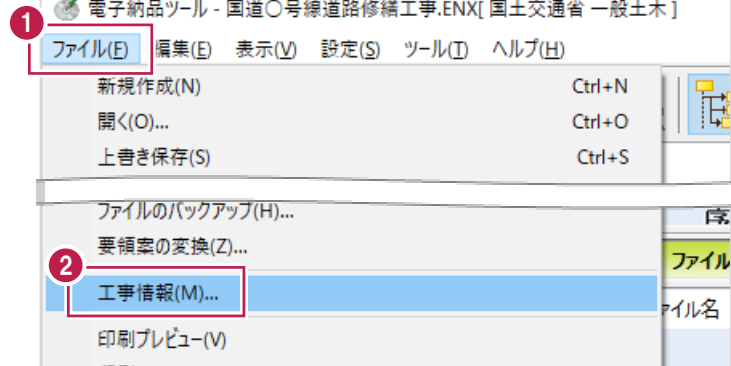 電子納品ツール - 国道〇号線道路修繕工事.ENX[ 国土交通省 一般土木 ]
1
ファイル(F) 編集(E) 表示(V) 設定(S) ツール(T) ヘルプ(H)
新規作成(N) Ctrl+N
開く(O)... Ctrl+O
上書き保存(S) Ctrl+S
ファイルのバックアップ(H)...
要領案の変換(Z)...
ファイル
2
工事情報(M)...
ァイル名
印刷プレビュー(V)